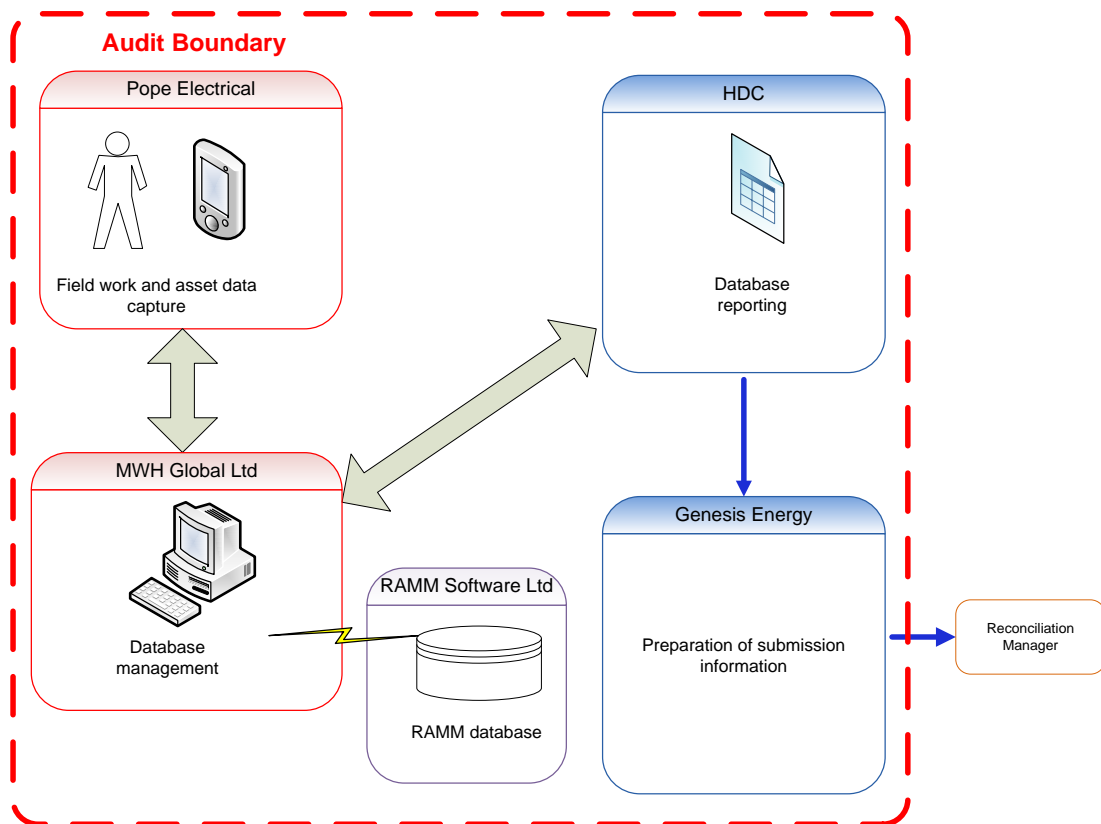 Audit Boundary
Pope Electrical
Field work and asset data
capture
HDC
Database
reporting
MWH Global Ltd
Database
management
RAMM Software Ltd
RAMM database
Genesis Energy
Preparation of submission
information
Reconciliation
Manager